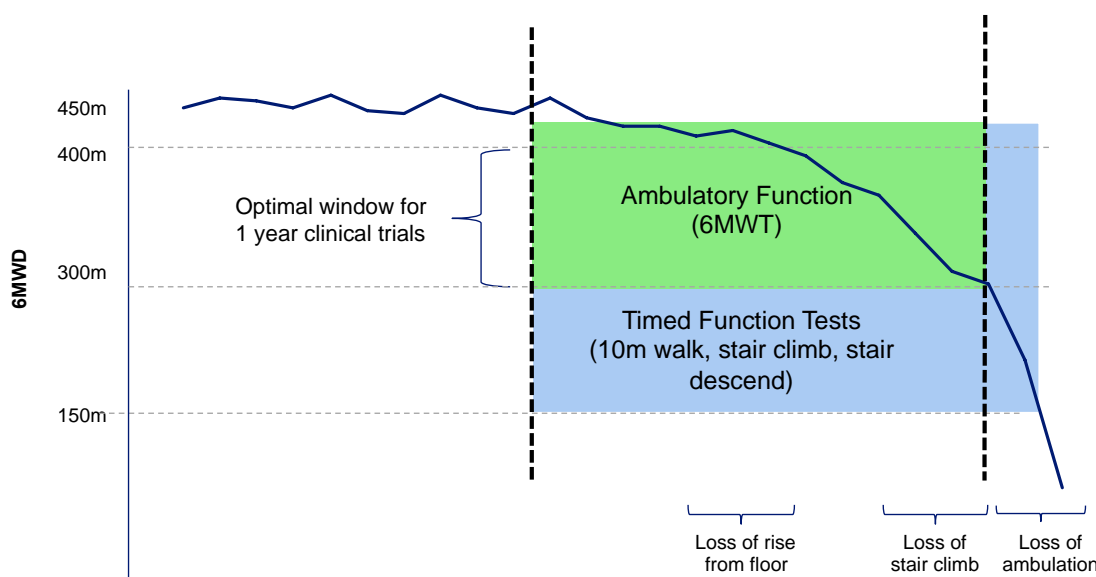 450m
400m
Optimal window for
1 year clinical trials
Ambulatory Function
(6MWT)
6MWD
300m
Timed Function Tests
(10m walk, stair climb, stair
descend)
150m
Loss of rise
from floor
Loss of
stair climb
Loss of
ambulation